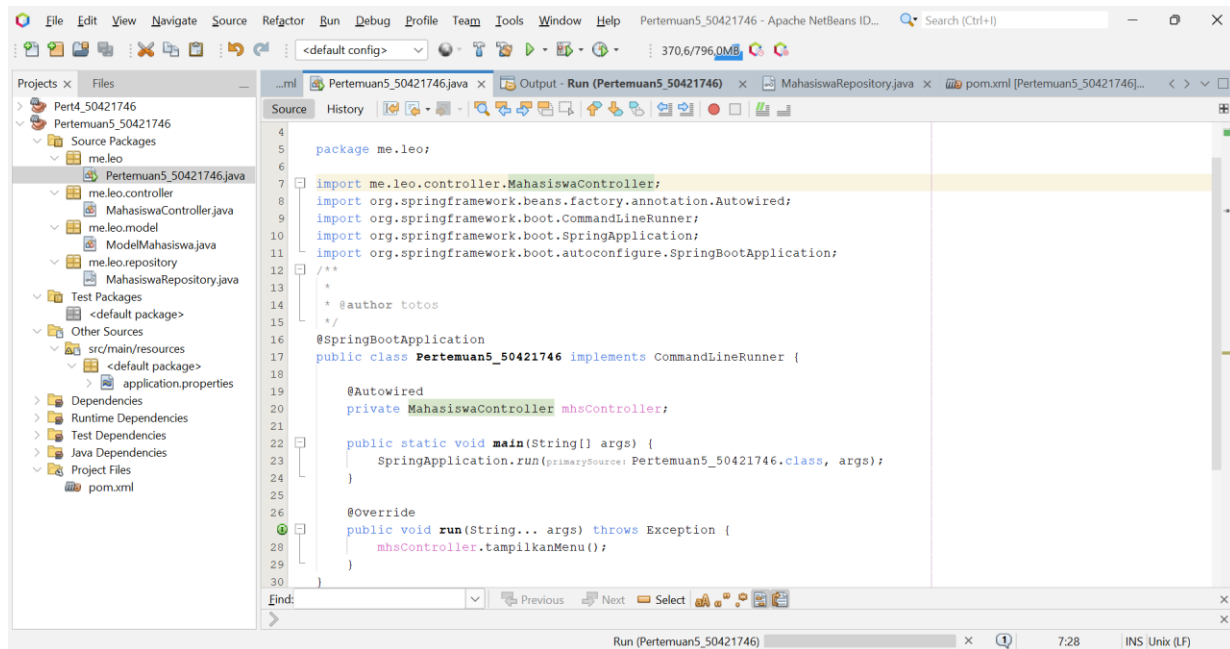 File Edit View Navigate Source Refactor Run Debug Profile Team Tools Window Help Pertemuan5_50421746 - Apache NetBeans ID... Search (Ctrl+I)
<default config> 370,6/796,0MB
Projects Files
...ml Pertemuan5_50421746.java Output - Run (Pertemuan5_50421746) MahasiswaRepository.java pom.xml [Pertemuan5_50421746]...
Source History
Pert4_50421746
Pertemuan5_50421746
Source Packages
me.leo
Pertemuan5_50421746.java
me.leo.controller
MahasiswaController.java
me.leo.model
ModelMahasiswa.java
me.leo.repository
MahasiswaRepository.java
Test Packages
<default package>
Other Sources
src/main/resources
<default package>
application.properties
Dependencies
Runtime Dependencies
Test Dependencies
Java Dependencies
Project Files
pom.xml
4
5 package me.leo;
6
7 import me.leo.controller.MahasiswaController;
8 import org.springframework.beans.factory.annotation.Autowired;
9 import org.springframework.boot.CommandLineRunner;
10 import org.springframework.boot.SpringApplication;
11 import org.springframework.boot.autoconfigure.SpringBootApplication;
12 /**
13 *
14 * @author totos
15 */
16 @SpringBootApplication
17 public class Pertemuan5_50421746 implements CommandLineRunner {
18
19 @Autowired
20 private MahasiswaController mhsController;
21
22 public static void main(String[] args) {
23 SpringApplication.run(primarySource: Pertemuan5_50421746.class, args);
24 }
25
26 @Override
public void run(String... args) throws Exception {
28 mhsController.tampilkanMenu();
29 }
30 }
Find: Previous Next Select
Run (Pertemuan5_50421746) 1 7:28 INS Unix (LF)